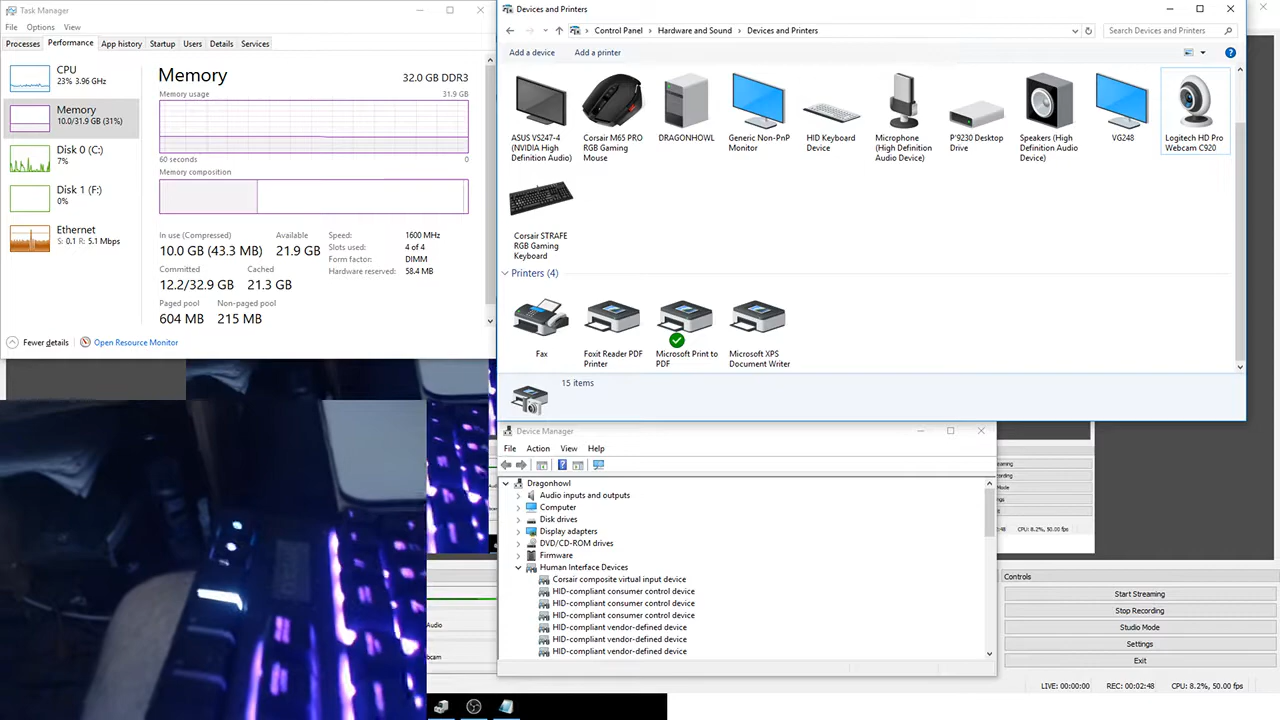 Task Manager
File Options View
Processes Performance App history Startup Users Details Services
CPU
23% 3.96 GHz
Memory
10.0/31.9 GB (31%)
Disk 0 (C:)
7%
Disk 1 (F:)
0%
Ethernet
S: 0.1 R: 5.1 Mbps
Memory 32.0 GB DDR3
Memory usage 31.9 GB
60 seconds 0
Memory composition
In use (Compressed) Available
10.0 GB (43.3 MB) 21.9 GB
Committed Cached
12.2/32.9 GB 21.3 GB
Paged pool Non-paged pool
604 MB 215 MB
Speed: 1600 MHz
Slots used: 4 of 4
Form factor: DIMM
Hardware reserved: 58.4 MB
Fewer details Open Resource Monitor
Devices and Printers
Control Panel Hardware and Sound Devices and Printers Search Devices and Printers
Add a device Add a printer
ASUS VS247-4
(NVIDIA High
Definition Audio)
Corsair M65 PRO
RGB Gaming
Mouse
DRAGONHOWL
Generic Non-PnP
Monitor
HID Keyboard
Device
Microphone
(High Definition
Audio Device)
P'9230 Desktop
Drive
Speakers (High
Definition Audio
Device)
VG248
Logitech HD Pro
Webcam C920
Corsair STRAFE
RGB Gaming
Keyboard
Printers (4)
Fax
Foxit Reader PDF
Printer
Microsoft Print to
PDF
Microsoft XPS
Document Writer
15 items
Device Manager
File Action View Help
Dragonhowl
Audio inputs and outputs
Computer
Disk drives
Display adapters
DVD/CD-ROM drives
Firmware
Human Interface Devices
Corsair composite virtual input device
HID-compliant consumer control device
HID-compliant consumer control device
HID-compliant consumer control device
HID-compliant vendor-defined device
HID-compliant vendor-defined device
HID-compliant vendor-defined device
CPU: 8.2%, 50.00 fps
Audio
Controls
Start Streaming
Stop Recording
Studio Mode
Settings
Exit
LIVE: 00:00:00 REC: 00:02:48 CPU: 8.2%, 50.00 fps